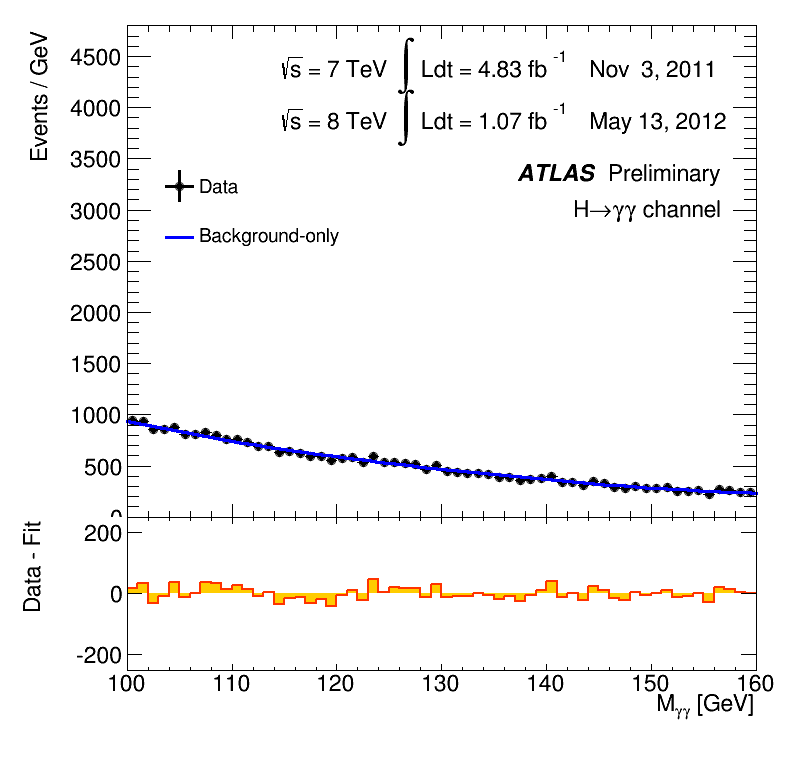 Events / GeV
4500
4000
3500
3000
2500
2000
1500
1000
500
0
√s = 7 TeV ∫ Ldt = 4.83 fb⁻¹ Nov 3, 2011
√s = 8 TeV ∫ Ldt = 1.07 fb⁻¹ May 13, 2012
ATLAS Preliminary
H→γγ channel
Data
Background-only
Data - Fit
200
0
-200
100 110 120 130 140 150 160
Mγγ [GeV]